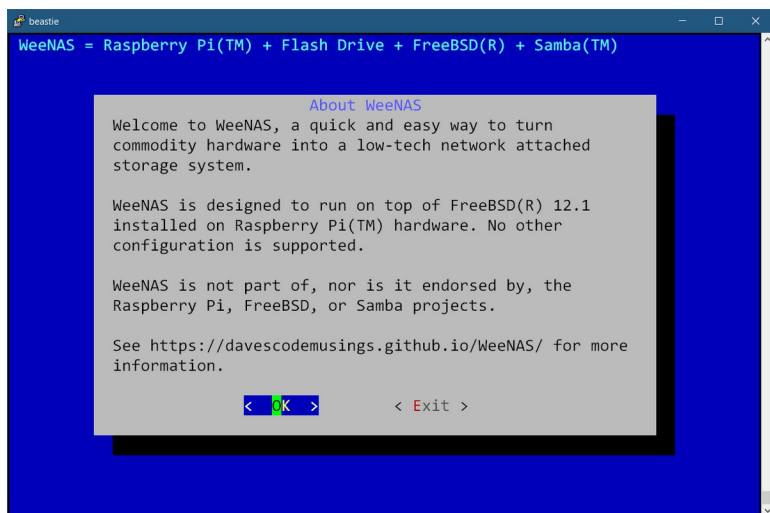 beastie
WeeNAS = Raspberry Pi(TM) + Flash Drive + FreeBSD(R) + Samba(TM)
About WeeNAS
Welcome to WeeNAS, a quick and easy way to turn
commodity hardware into a low-tech network attached
storage system.
WeeNAS is designed to run on top of FreeBSD(R) 12.1
installed on Raspberry Pi(TM) hardware. No other
configuration is supported.
WeeNAS is not part of, nor is it endorsed by, the
Raspberry Pi, FreeBSD, or Samba projects.
See https://davescodemusings.github.io/WeeNAS/ for more
information.
< OK > < Exit >